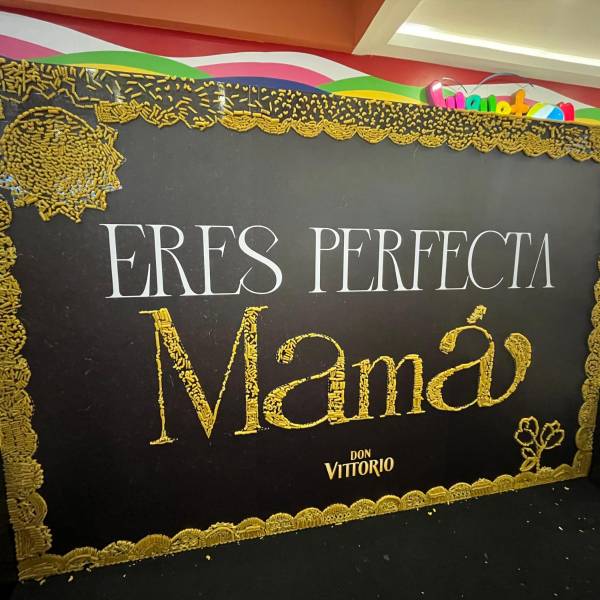 ERES PERFECTA
Mamá
DON
VITTORIO